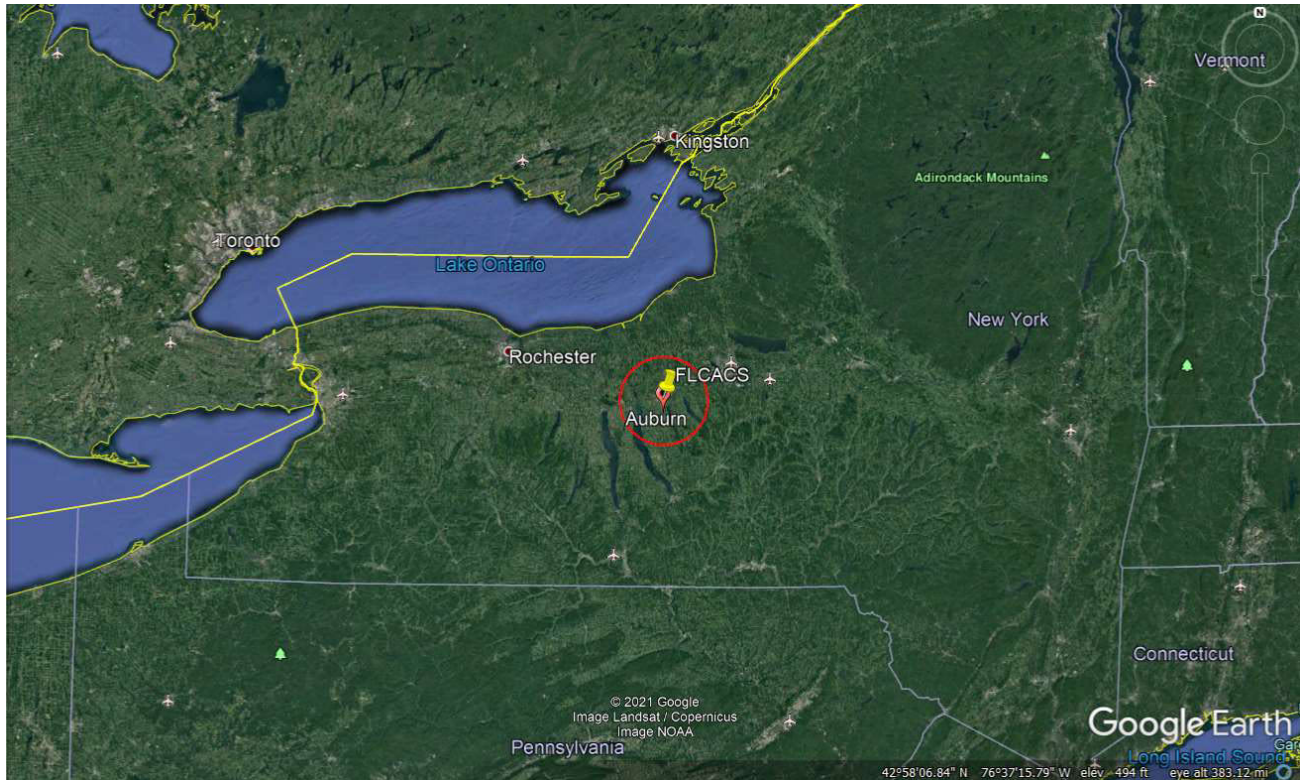 N
Vermont
Kingston
Adirondack Mountains
Toronto
Lake Ontario
New York
Rochester
FLCACS
Auburn
Connecticut
© 2021 Google
Image Landsat / Copernicus
Image NOAA
Google Earth
Pennsylvania
Long Island Sound
42°58'06.84" N 76°37'15.79" W elev 494 ft eye alt 383.12 mi